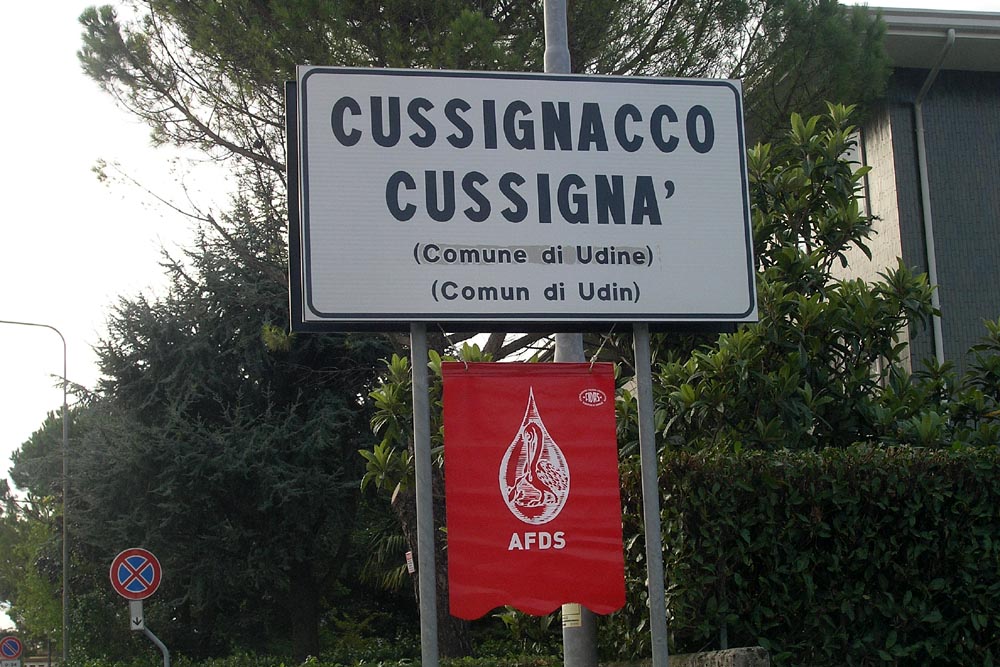 CUSSIGNACCO
CUSSIGNA'
(Comune di Udine)
(Comun di Udin)
AFDS